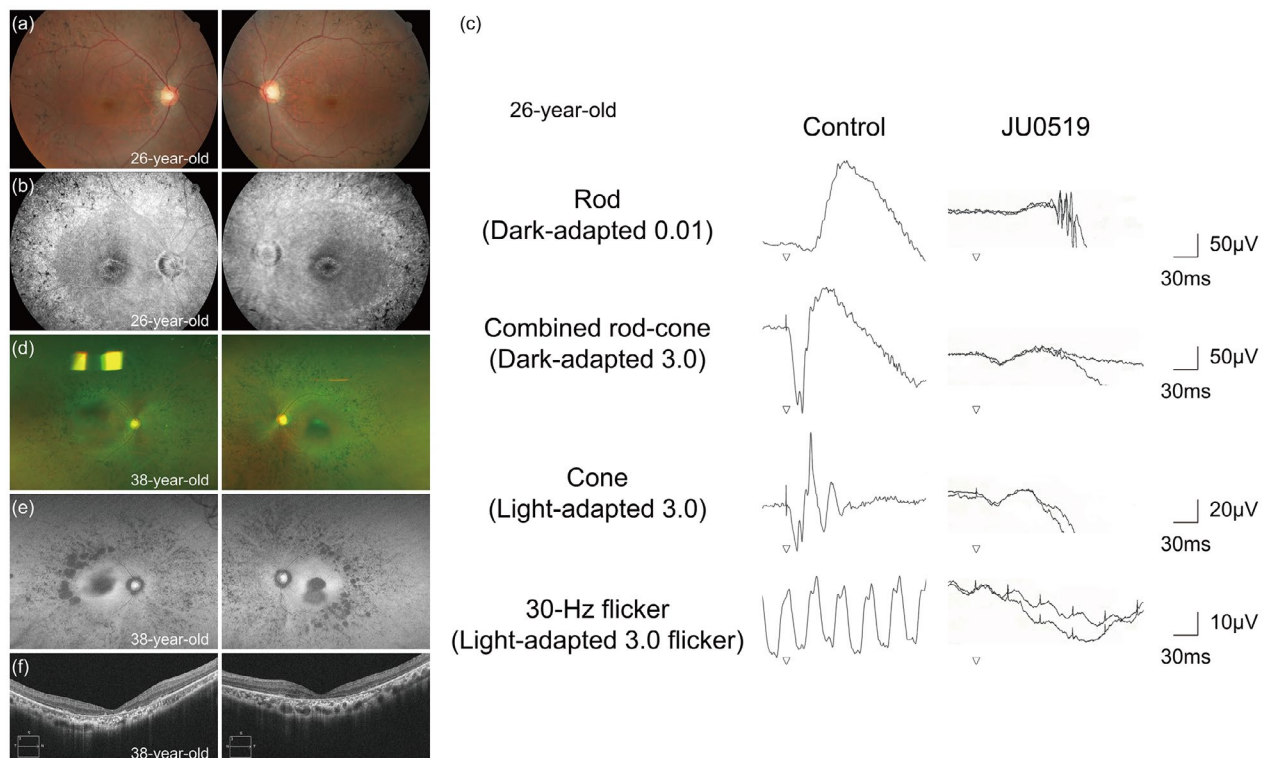 (a)
26-year-old
(b)
26-year-old
(d)
38-year-old
(e)
38-year-old
(f)
38-year-old
(c)
26-year-old
Control
JU0519
Rod
(Dark-adapted 0.01)
50μV
30ms
Combined rod-cone
(Dark-adapted 3.0)
50μV
30ms
Cone
(Light-adapted 3.0)
20μV
30ms
30-Hz flicker
(Light-adapted 3.0 flicker)
10μV
30ms